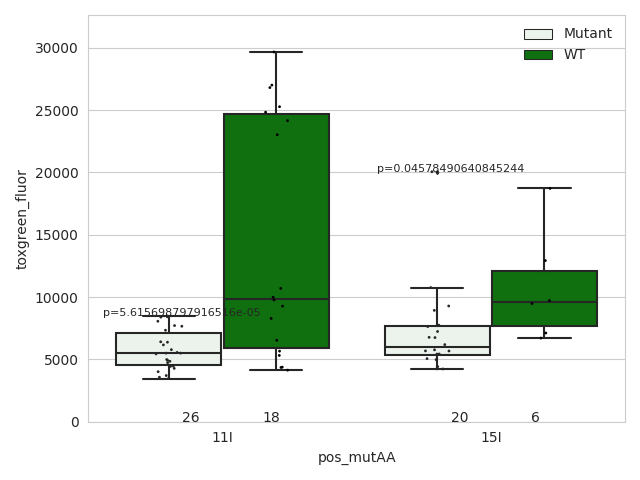 Mutant
WT
30000
25000
20000
15000
10000
5000
0
toxgreen_fluor
p=0.04578490640845244
p=5.615698797916516e-05
26
18
20
6
11I
15I
pos_mutAA